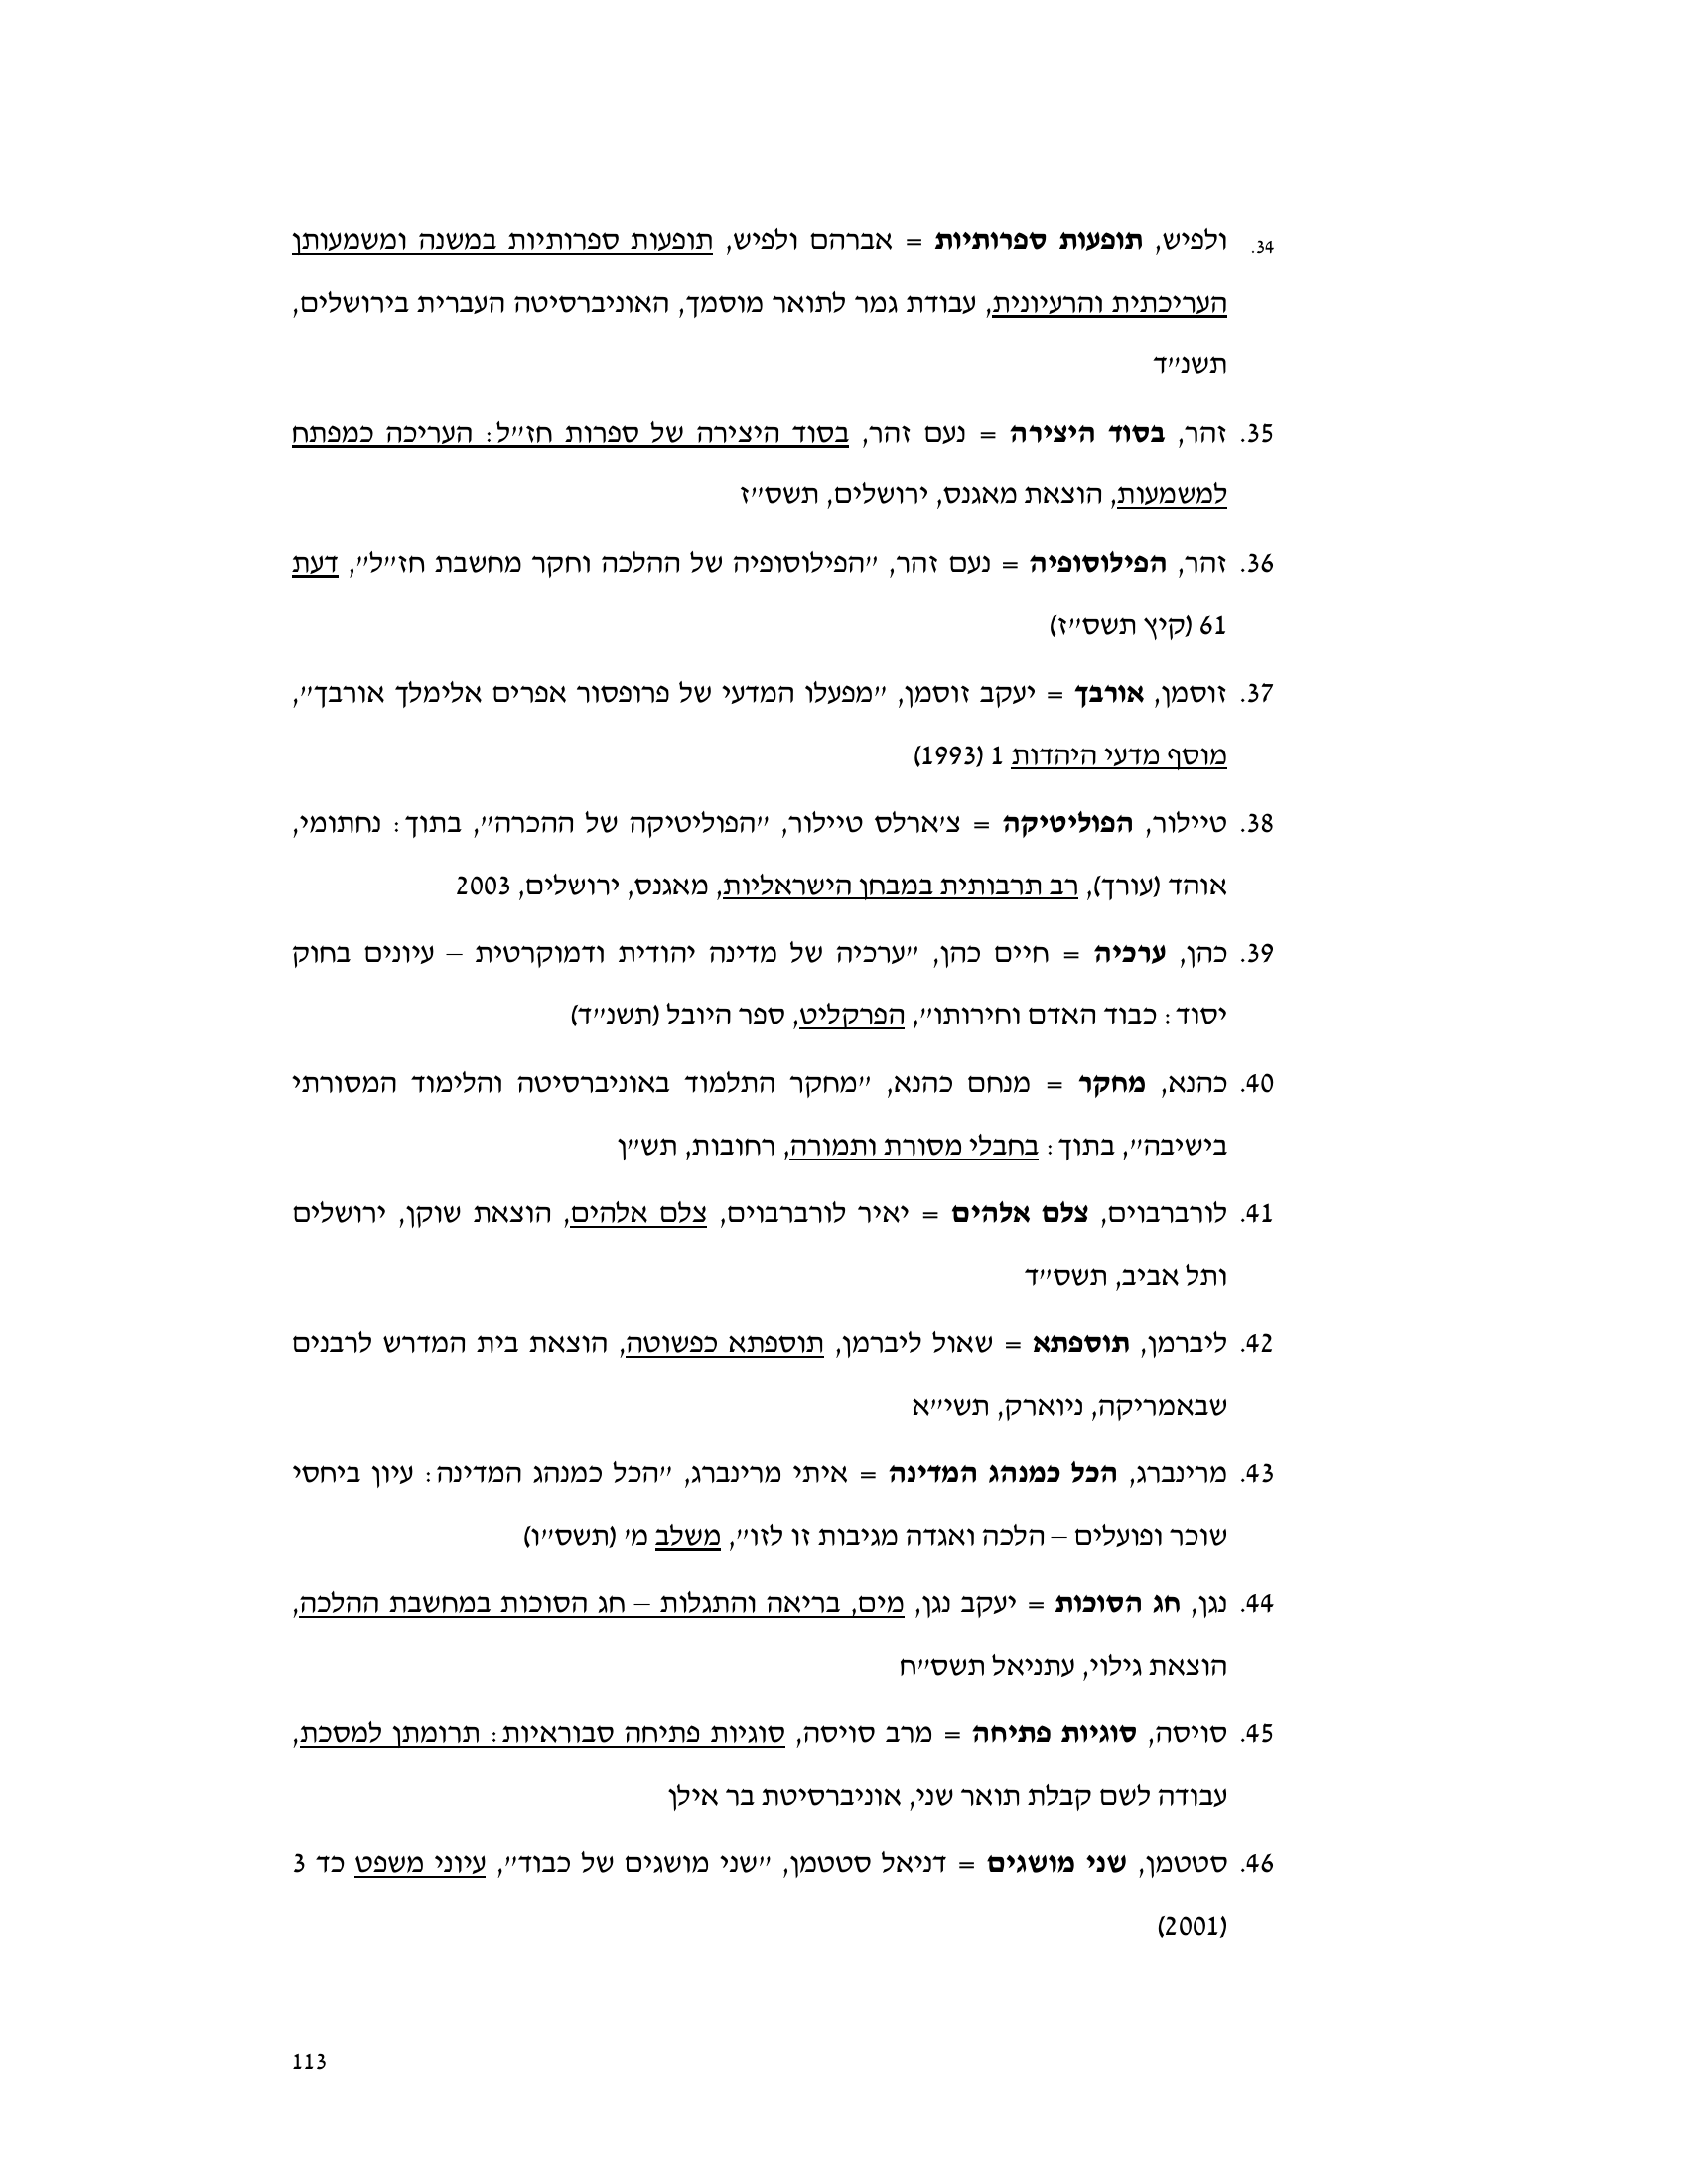 34. ולפיש, תופעות ספרותיות = אברהם ולפיש, תופעות ספרותיות במשנה ומשמעותן
העריכתית והרעיונית, עבודת גמר לתואר מוסמך, האוניברסיטה העברית בירושלים,
תשנ״ד
35. זהר, בסוד היצירה = נעם זהר, בסוד היצירה של ספרות חז״ל: העריכה כמפתח
למשמעות, הוצאת מאגנס, ירושלים, תשס״ז
36. זהר, הפילוסופיה = נעם זהר, ״הפילוסופיה של ההלכה וחקר מחשבת חז״ל״, דעת
61 (קיץ תשס״ז)
37. זוסמן, אורבך = יעקב זוסמן, ״מפעלו המדעי של פרופסור אפרים אלימלך אורבך״,
מוסף מדעי היהדות 1 (1993)
38. טיילור, הפוליטיקה = צ׳ארלס טיילור, ״הפוליטיקה של ההכרה״, בתוך: נחתומי,
אוהד (עורך), רב תרבותית במבחן הישראליות, מאגנס, ירושלים, 2003
39. כהן, ערכיה = חיים כהן, ״ערכיה של מדינה יהודית ודמוקרטית – עיונים בחוק
יסוד: כבוד האדם וחירותו״, הפרקליט, ספר היובל (תשנ״ד)
40. כהנא, מחקר = מנחם כהנא, ״מחקר התלמוד באוניברסיטה והלימוד המסורתי
בישיבה״, בתוך: בחבלי מסורת ותמורה, רחובות, תש״ן
41. לורברבוים, צלם אלהים = יאיר לורברבוים, צלם אלהים, הוצאת שוקן, ירושלים
ותל אביב, תשס״ד
42. ליברמן, תוספתא = שאול ליברמן, תוספתא כפשוטה, הוצאת בית המדרש לרבנים
שבאמריקה, ניוארק, תשי״א
43. מרינברג, הכל כמנהג המדינה = איתי מרינברג, ״הכל כמנהג המדינה: עיון ביחסי
שוכר ופועלים – הלכה ואגדה מגיבות זו לזו״, משלב מ׳ (תשס״ו)
44. נגן, חג הסוכות = יעקב נגן, מים, בריאה והתגלות – חג הסוכות במחשבת ההלכה,
הוצאת גילוי, עתניאל תשס״ח
45. סויסה, סוגיות פתיחה = מרב סויסה, סוגיות פתיחה סבוראיות: תרומתן למסכת,
עבודה לשם קבלת תואר שני, אוניברסיטת בר אילן
46. סטטמן, שני מושגים = דניאל סטטמן, ״שני מושגים של כבוד״, עיוני משפט כד 3
(2001)
113